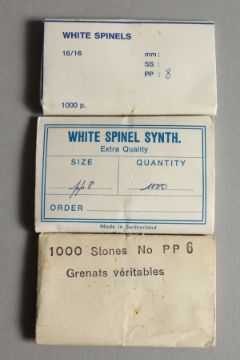 WHITE SPINELS
16/16 mm:
SS :
PP : 8
1000 p.
WHITE SPINEL SYNTH.
Extra Quality
SIZE QUANTITY
pp 8 1000
ORDER
Made in Switzerland
1000 Stones No PP 6
Grenats véritables